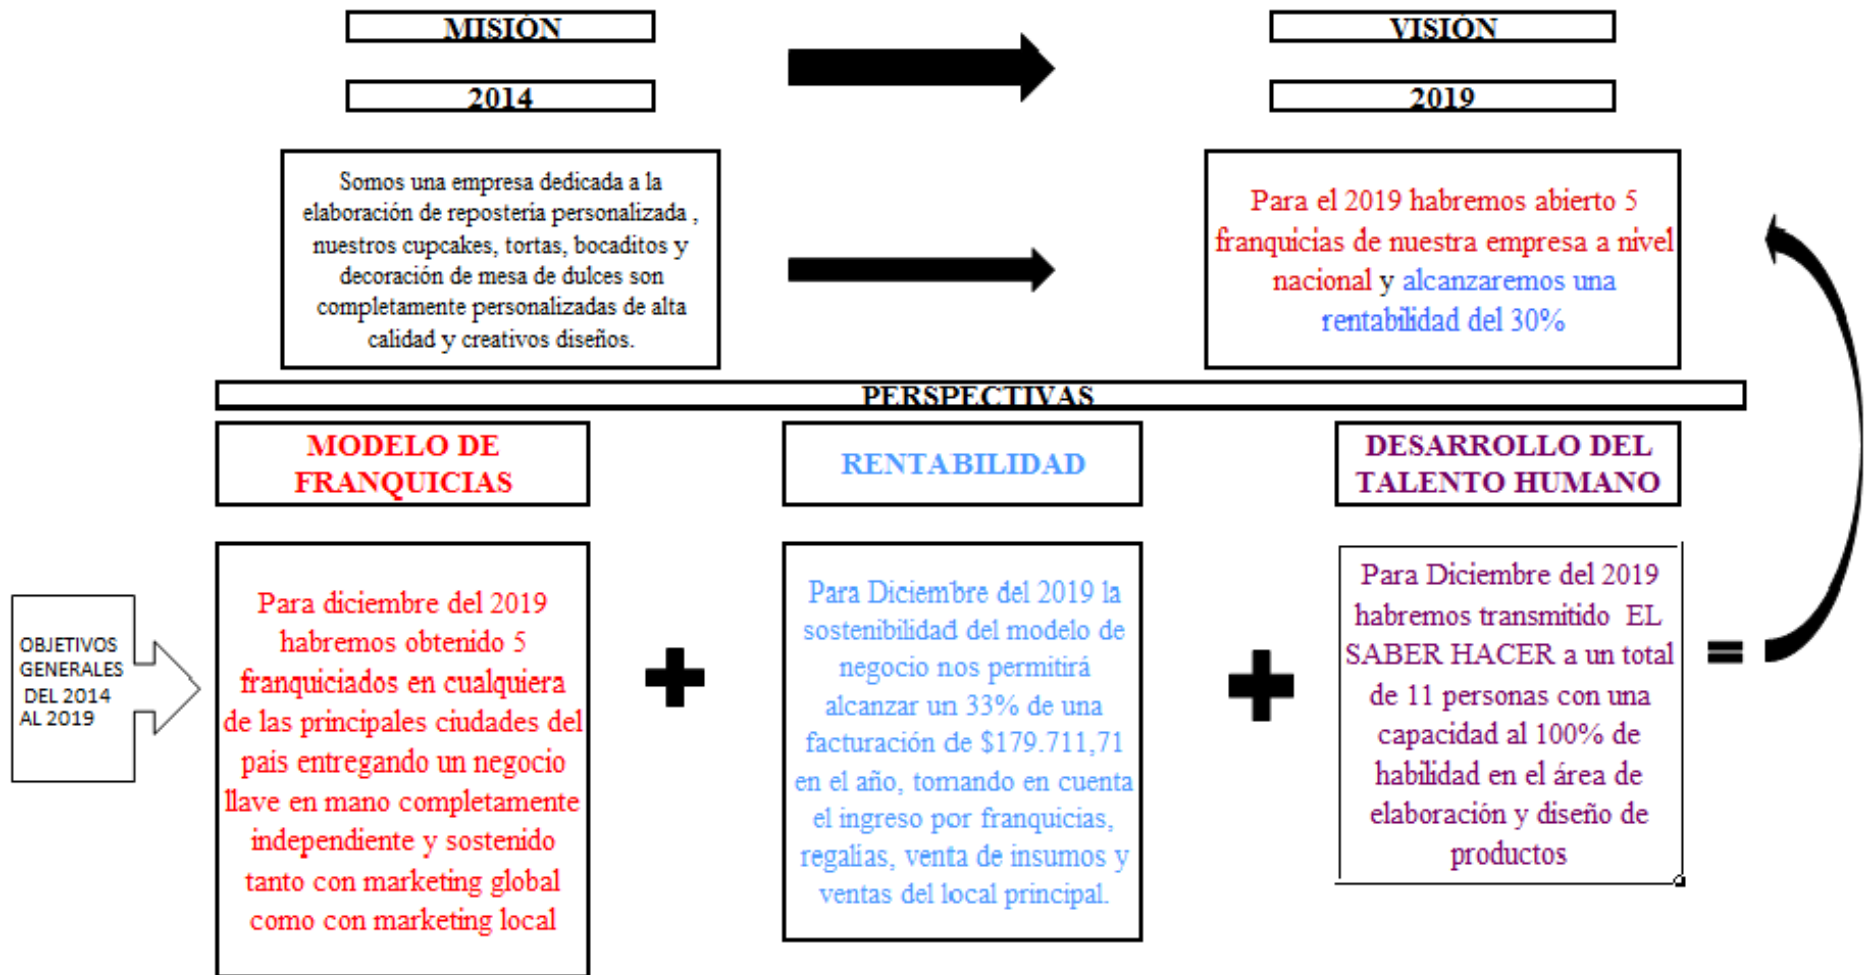 MISIÓN
VISIÓN
2014
2019
Somos una empresa dedicada a la
elaboración de repostería personalizada ,
nuestros cupcakes, tortas, bocaditos y
decoración de mesa de dulces son
completamente personalizadas de alta
calidad y creativos diseños.
Para el 2019 habremos abierto 5
franquicias de nuestra empresa a nivel
nacional y alcanzaremos una
rentabilidad del 30%
PERSPECTIVAS
MODELO DE
FRANQUICIAS
RENTABILIDAD
DESARROLLO DEL
TALENTO HUMANO
OBJETIVOS
GENERALES
DEL 2014
AL 2019
Para diciembre del 2019
habremos obtenido 5
franquiciados en cualquiera
de las principales ciudades del
pais entregando un negocio
llave en mano completamente
independiente y sostenido
tanto con marketing global
como con marketing local
+
Para Diciembre del 2019 la
sostenibilidad del modelo de
negocio nos permitirá
alcanzar un 33% de una
facturación de $179.711,71
en el año, tomando en cuenta
el ingreso por franquicias,
regalías, venta de insumos y
ventas del local principal.
+
Para Diciembre del 2019
habremos transmitido EL
SABER HACER a un total
de 11 personas con una
capacidad al 100% de
habilidad en el área de
elaboración y diseño de
productos
=